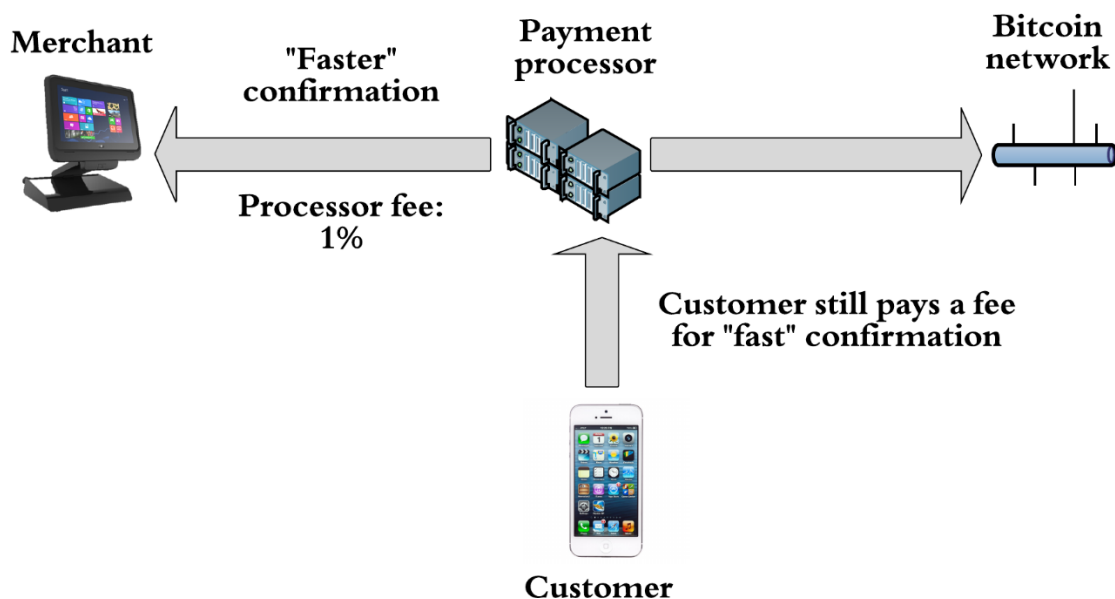 Merchant
"Faster"
confirmation
Processor fee:
1%
Payment
processor
Bitcoin
network
Customer still pays a fee
for "fast" confirmation
Customer